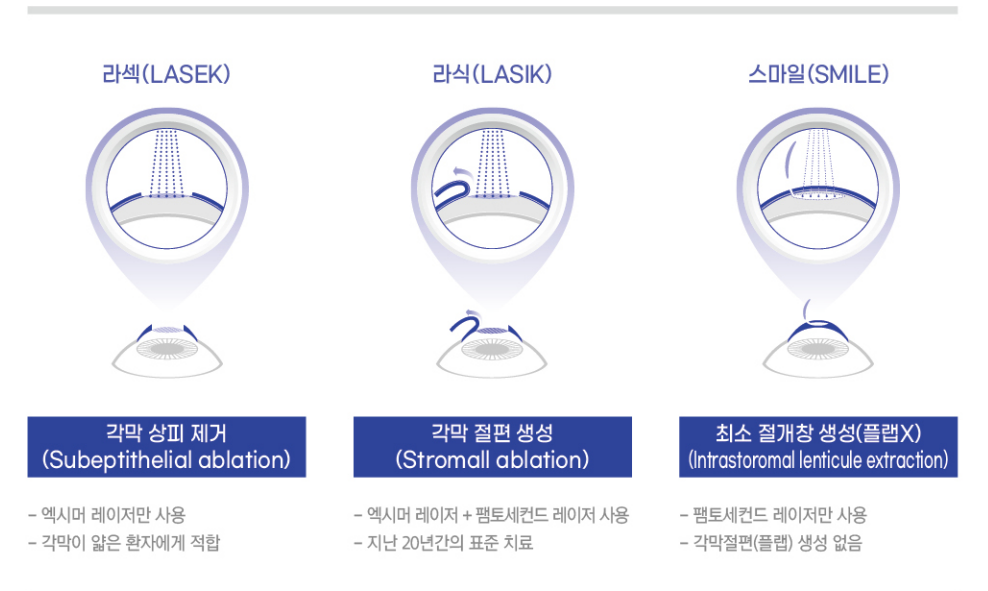 라섹(LASEK)
라식(LASIK)
스마일(SMILE)
각막 상피 제거
(Subeptithelial ablation)
각막 절편 생성
(Stromall ablation)
최소 절개창 생성(플랩X)
(Intrastoromal lenticule extraction)
- 엑시머 레이저만 사용
- 각막이 얇은 환자에게 적합
- 엑시머 레이저 + 팸토세컨드 레이저 사용
- 지난 20년간의 표준 치료
- 팸토세컨드 레이저만 사용
- 각막절편(플랩) 생성 없음